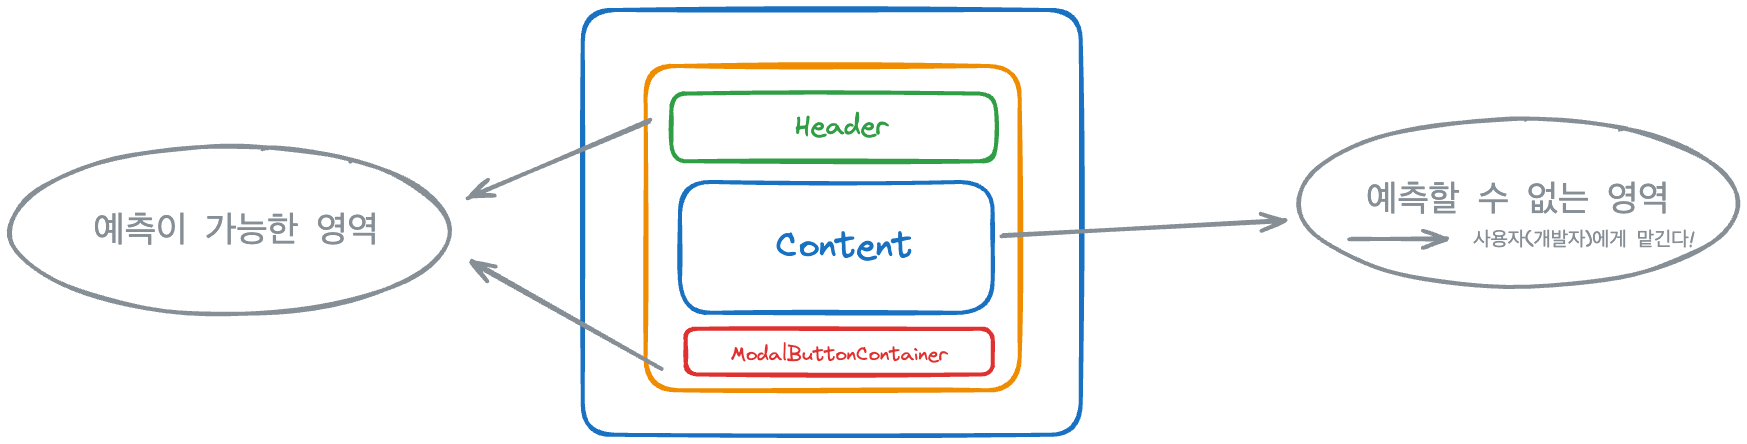 예측이 가능한 영역
Header
Content
ModalButtonContainer
예측할 수 없는 영역
사용자(개발자)에게 맡긴다!